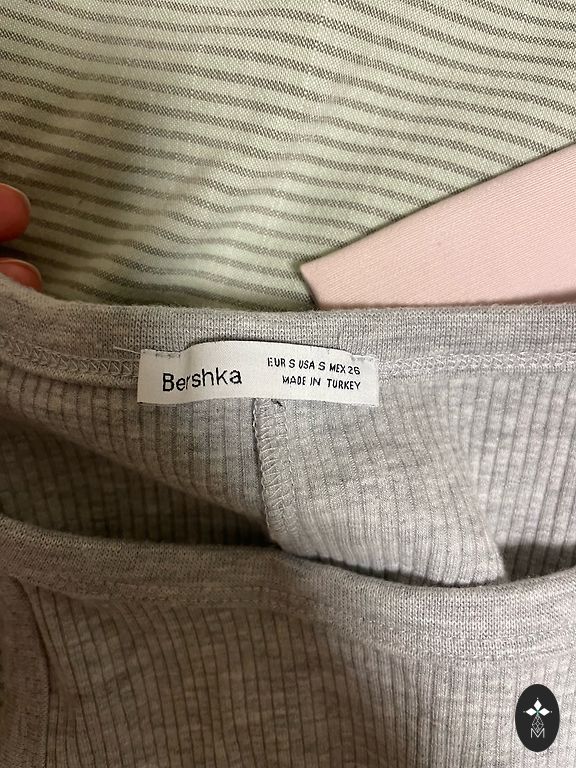 Bershka
EUR S USA S MEX 26
MADE IN TURKEY
M